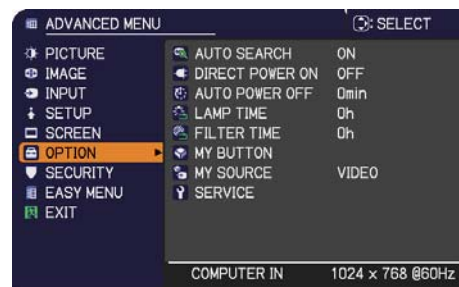 ADVANCED MENU : SELECT
PICTURE AUTO SEARCH ON
IMAGE DIRECT POWER ON OFF
INPUT AUTO POWER OFF 0min
SETUP LAMP TIME 0h
SCREEN FILTER TIME 0h
OPTION MY BUTTON
SECURITY MY SOURCE VIDEO
EASY MENU SERVICE
EXIT
COMPUTER IN 1024 x 768 @60Hz